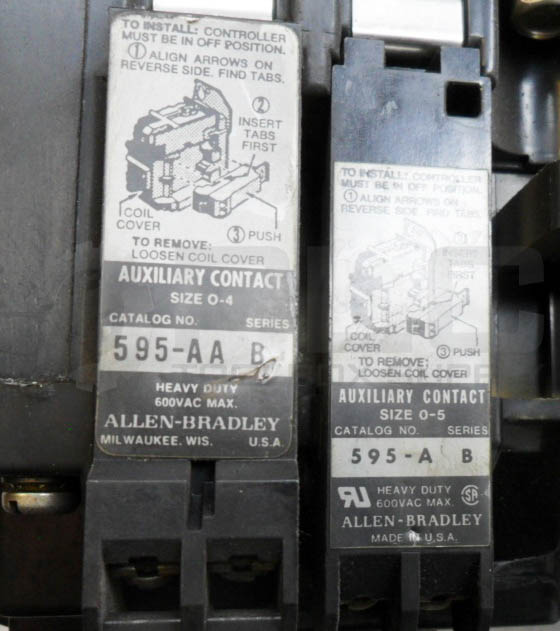 TO INSTALL: CONTROLLER
MUST BE IN OFF POSITION.
① ALIGN ARROWS ON
REVERSE SIDE. FIND TABS.
②
INSERT
TABS
FIRST
COIL
COVER
③ PUSH
TO REMOVE:
LOOSEN COIL COVER
AUXILIARY CONTACT
SIZE 0-4
CATALOG NO. SERIES
595-AA B
HEAVY DUTY
600VAC MAX.
ALLEN-BRADLEY
MILWAUKEE, WIS. U.S.A.
TO INSTALL: CONTROLLER
MUST BE IN OFF POSITION.
① ALIGN ARROWS ON
REVERSE SIDE. FIND TABS.
INSERT
TABS
FIRST
COIL
COVER
③ PUSH
TO REMOVE:
LOOSEN COIL COVER
AUXILIARY CONTACT
SIZE 0-5
CATALOG NO. SERIES
595-A B
HEAVY DUTY
600VAC MAX.
ALLEN-BRADLEY
MADE IN U.S.A.